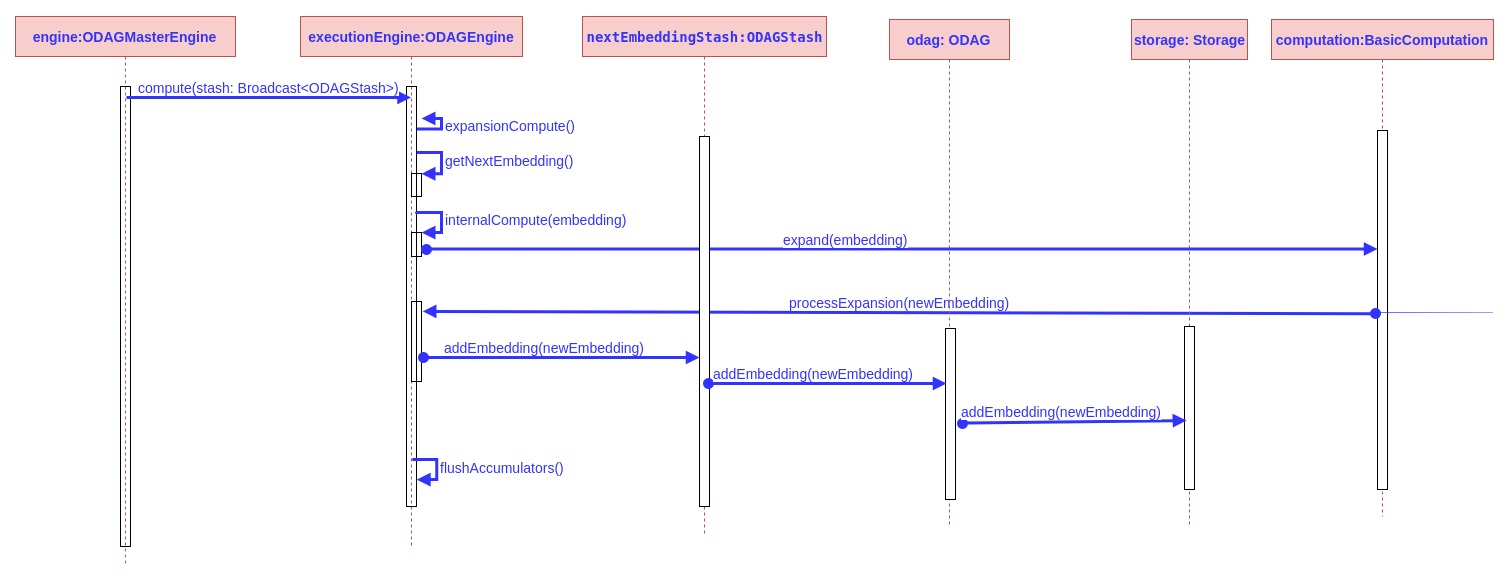 engine:ODAGMasterEngine
executionEngine:ODAGEngine
nextEmbeddingStash:ODAGStash
odag: ODAG
storage: Storage
computation:BasicComputation
compute(stash: Broadcast<ODAGStash>)
expansionCompute()
getNextEmbedding()
internalCompute(embedding)
expand(embedding)
processExpansion(newEmbedding)
addEmbedding(newEmbedding)
addEmbedding(newEmbedding)
addEmbedding(newEmbedding)
flushAccumulators()